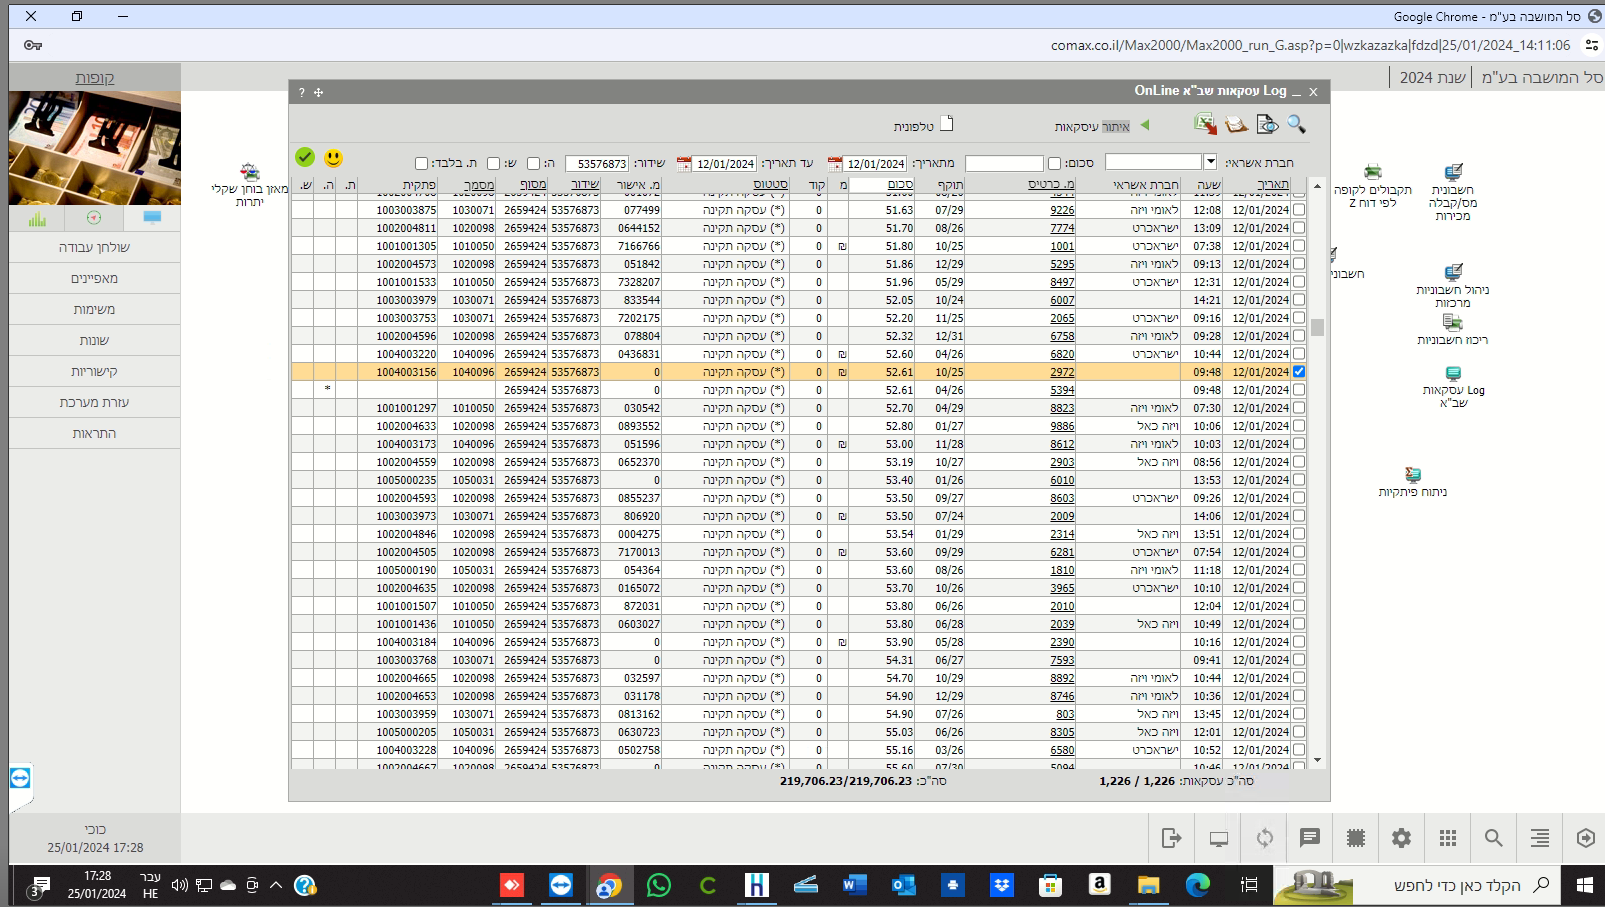 סל המושבה בע"מ - Google Chrome
comax.co.il/Max2000/Max2000_run_G.asp?p=0|wzkazazka|fdzd|25/01/2024_14:11:06
סל המושבה בע"מ | שנת 2024
קופות
Log עסקאות שב"א OnLine
איתור עיסקאות
טלפונית
חברת אשראי: סכום: מתאריך: 12/01/2024 עד תאריך: 12/01/2024 שידור: 53576873 ה: ש: ת. בלבד:
תאריך שעה חברת אשראי מ. כרטיס תוקף סכום מ קוד סטטוס מ. אישור שידור מסוף מסמך פתקית ת. ה. ש.
12/01/2024 12:08 לאומי ויזה 9226 07/29 51.63 0 (*) עסקה תקינה 077499 53576873 2659424 1030071 1003003875
12/01/2024 13:09 ישראכרט 7774 08/26 51.70 0 (*) עסקה תקינה 0644152 53576873 2659424 1020098 1002004811
12/01/2024 07:38 ישראכרט 1001 10/25 51.80 ₪ 0 (*) עסקה תקינה 7166766 53576873 2659424 1010050 1001001305
12/01/2024 09:13 לאומי ויזה 5295 12/29 51.86 0 (*) עסקה תקינה 051842 53576873 2659424 1020098 1002004573
12/01/2024 12:31 ישראכרט 8497 05/29 51.96 0 (*) עסקה תקינה 7328207 53576873 2659424 1010050 1001001533
12/01/2024 14:21 6007 10/24 52.05 0 (*) עסקה תקינה 833544 53576873 2659424 1030071 1003003979
12/01/2024 09:16 ישראכרט 2065 11/25 52.20 0 (*) עסקה תקינה 7202175 53576873 2659424 1030071 1003003753
12/01/2024 09:28 לאומי ויזה 6758 12/31 52.32 0 (*) עסקה תקינה 078804 53576873 2659424 1020098 1002004596
12/01/2024 10:44 ישראכרט 6820 04/26 52.60 ₪ 0 (*) עסקה תקינה 0436831 53576873 2659424 1040096 1004003220
12/01/2024 09:48 2972 10/25 52.61 ₪ 0 (*) עסקה תקינה 0 53576873 2659424 1040096 1004003156
12/01/2024 09:48 5394 04/26 52.61 0 (*) עסקה תקינה 0 53576873 2659424 *
12/01/2024 07:30 לאומי ויזה 8823 04/29 52.70 0 (*) עסקה תקינה 030542 53576873 2659424 1010050 1001001297
12/01/2024 10:06 ויזה כאל 9886 01/27 52.80 0 (*) עסקה תקינה 0893552 53576873 2659424 1020098 1002004633
12/01/2024 10:03 לאומי ויזה 8612 11/28 53.00 ₪ 0 (*) עסקה תקינה 051596 53576873 2659424 1040096 1004003173
12/01/2024 08:56 ויזה כאל 2903 10/27 53.19 0 (*) עסקה תקינה 0652370 53576873 2659424 1020098 1002004559
12/01/2024 13:53 6010 01/26 53.40 0 (*) עסקה תקינה 0 53576873 2659424 1050031 1005000235
12/01/2024 09:26 ישראכרט 8603 09/27 53.50 0 (*) עסקה תקינה 0855237 53576873 2659424 1020098 1002004593
12/01/2024 14:06 2009 07/24 53.50 ₪ 0 (*) עסקה תקינה 806920 53576873 2659424 1030071 1003003973
12/01/2024 13:51 ויזה כאל 2314 01/29 53.54 0 (*) עסקה תקינה 0004275 53576873 2659424 1020098 1002004846
12/01/2024 07:54 ישראכרט 6281 09/29 53.60 ₪ 0 (*) עסקה תקינה 7170013 53576873 2659424 1020098 1002004505
12/01/2024 11:18 לאומי ויזה 1810 08/26 53.60 0 (*) עסקה תקינה 054364 53576873 2659424 1050031 1005000190
12/01/2024 10:10 ישראכרט 3965 10/26 53.70 0 (*) עסקה תקינה 0165072 53576873 2659424 1020098 1002004635
12/01/2024 12:04 2010 06/26 53.80 0 (*) עסקה תקינה 872031 53576873 2659424 1010050 1001001507
12/01/2024 10:49 ויזה כאל 2039 06/28 53.80 0 (*) עסקה תקינה 0603027 53576873 2659424 1010050 1001001436
12/01/2024 10:16 2390 05/28 53.90 ₪ 0 (*) עסקה תקינה 0 53576873 2659424 1040096 1004003184
12/01/2024 09:41 7593 06/27 54.31 0 (*) עסקה תקינה 0 53576873 2659424 1030071 1003003768
12/01/2024 10:44 לאומי ויזה 8892 10/29 54.70 0 (*) עסקה תקינה 032597 53576873 2659424 1020098 1002004665
12/01/2024 10:36 לאומי ויזה 8746 12/29 54.90 0 (*) עסקה תקינה 031178 53576873 2659424 1020098 1002004653
12/01/2024 13:45 ויזה כאל 803 07/26 54.90 0 (*) עסקה תקינה 0813162 53576873 2659424 1030071 1003003959
12/01/2024 12:01 ויזה כאל 8305 06/26 55.03 0 (*) עסקה תקינה 0630723 53576873 2659424 1050031 1005000205
12/01/2024 10:52 ישראכרט 6580 03/26 55.16 0 (*) עסקה תקינה 0502758 53576873 2659424 1040096 1004003228
12/01/2024 10:46 5094 07/30 55.60 0 (*) עסקה תקינה 0 53576873 2659424 1020098 1002004667
סה"כ עסקאות: 1,226 / 1,226 סה"כ: 219,706.23/219,706.23
חשבונית
מס/קבלה
מכירות
תקבולים לקופה
לפי דוח Z
חשבוני
ניהול חשבוניות
מרכזות
ריכוז חשבוניות
Log עסקאות
שב"א
ניתוח פיתקיות
מאזן בוחן שקלי
יתרות
שולחן עבודה
מאפיינים
משימות
שונות
קישוריות
עזרת מערכת
התראות
כוכי
25/01/2024 17:28
הקלד כאן כדי לחפש
עבר
HE
17:28
25/01/2024
3